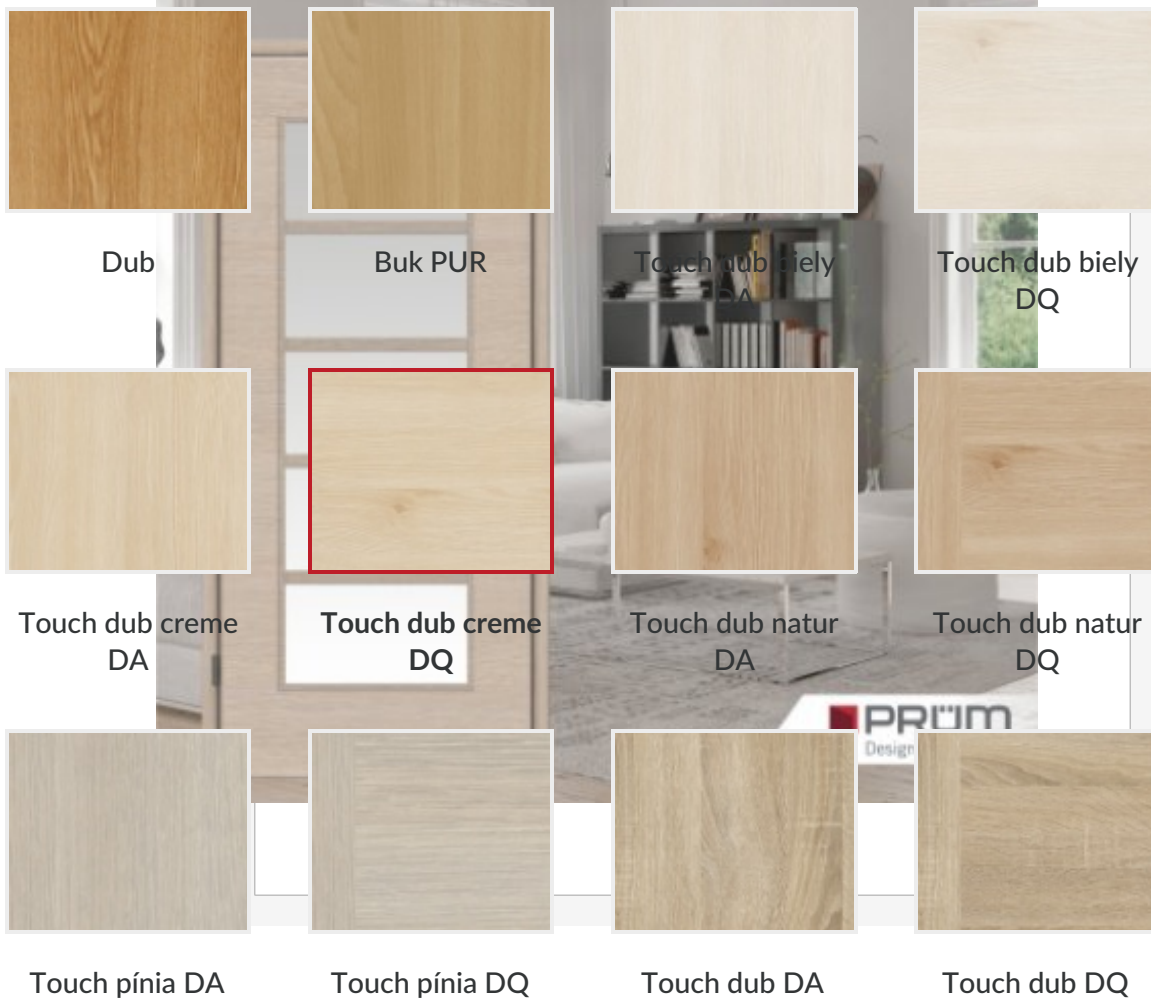 Dub
Buk PUR
Touch dub biely
DA
Touch dub biely
DQ
Touch dub creme
DA
Touch dub creme
DQ
Touch dub natur
DA
Touch dub natur
DQ
PRÜM
Design
Touch pínia DA
Touch pínia DQ
Touch dub DA
Touch dub DQ